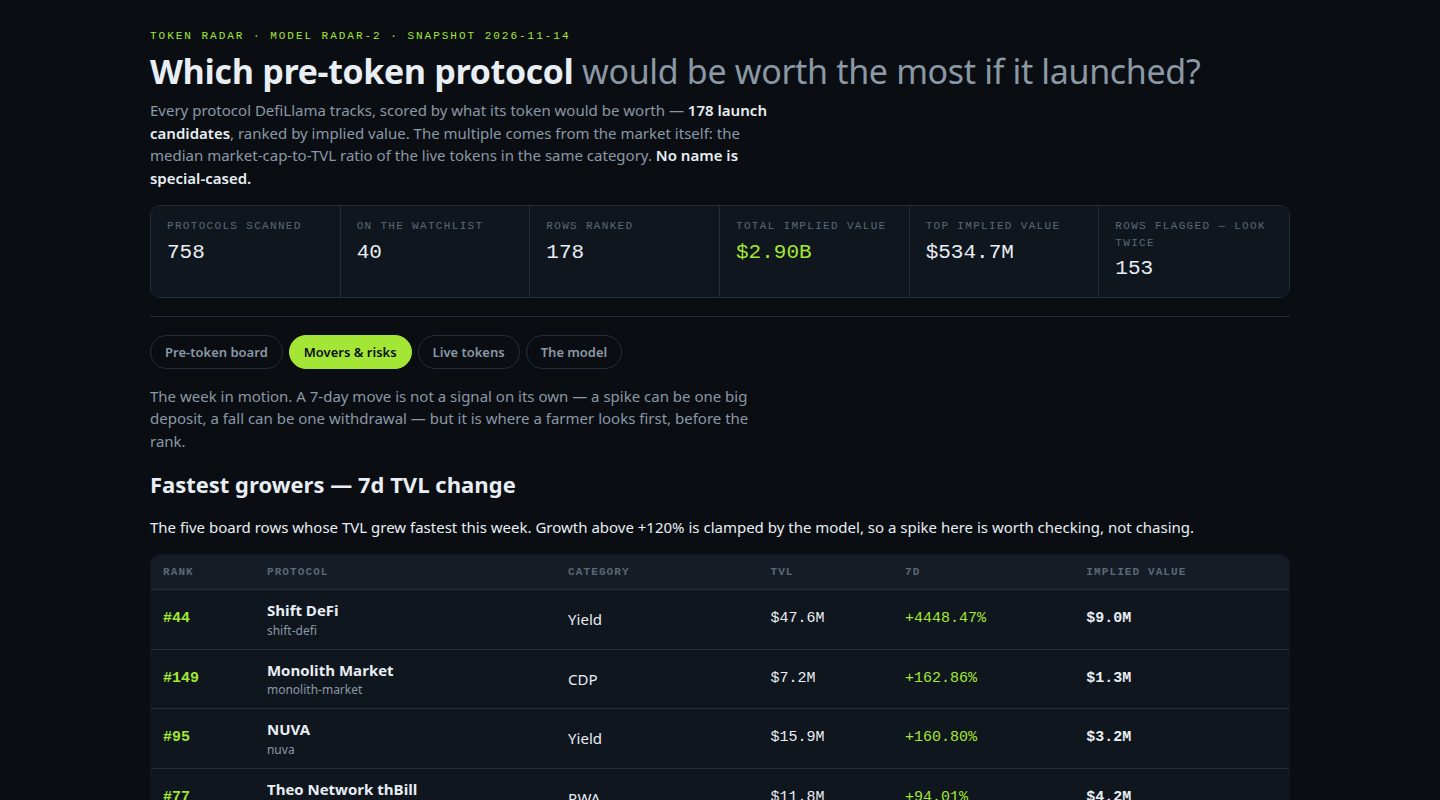 TOKEN RADAR · MODEL RADAR-2 · SNAPSHOT 2026-11-14
Which pre-token protocol would be worth the most if it launched?
Every protocol DefiLlama tracks, scored by what its token would be worth — 178 launch
candidates, ranked by implied value. The multiple comes from the market itself: the
median market-cap-to-TVL ratio of the live tokens in the same category. No name is
special-cased.
PROTOCOLS SCANNED
758
ON THE WATCHLIST
40
ROWS RANKED
178
TOTAL IMPLIED VALUE
$2.90B
TOP IMPLIED VALUE
$534.7M
ROWS FLAGGED — LOOK
TWICE
153
Pre-token board
Movers & risks
Live tokens
The model
The week in motion. A 7-day move is not a signal on its own — a spike can be one big
deposit, a fall can be one withdrawal — but it is where a farmer looks first, before the
rank.
Fastest growers — 7d TVL change
The five board rows whose TVL grew fastest this week. Growth above +120% is clamped by the model, so a spike here is worth checking, not chasing.
RANK PROTOCOL CATEGORY TVL 7D IMPLIED VALUE
#44 Shift DeFi Yield $47.6M +4448.47% $9.0M
shift-defi
#149 Monolith Market CDP $7.2M +162.86% $1.3M
monolith-market
#95 NUVA Yield $15.9M +160.80% $3.2M
nuva
#77 Theo Network thBill RWA $11.8M +94.01% $4.2M